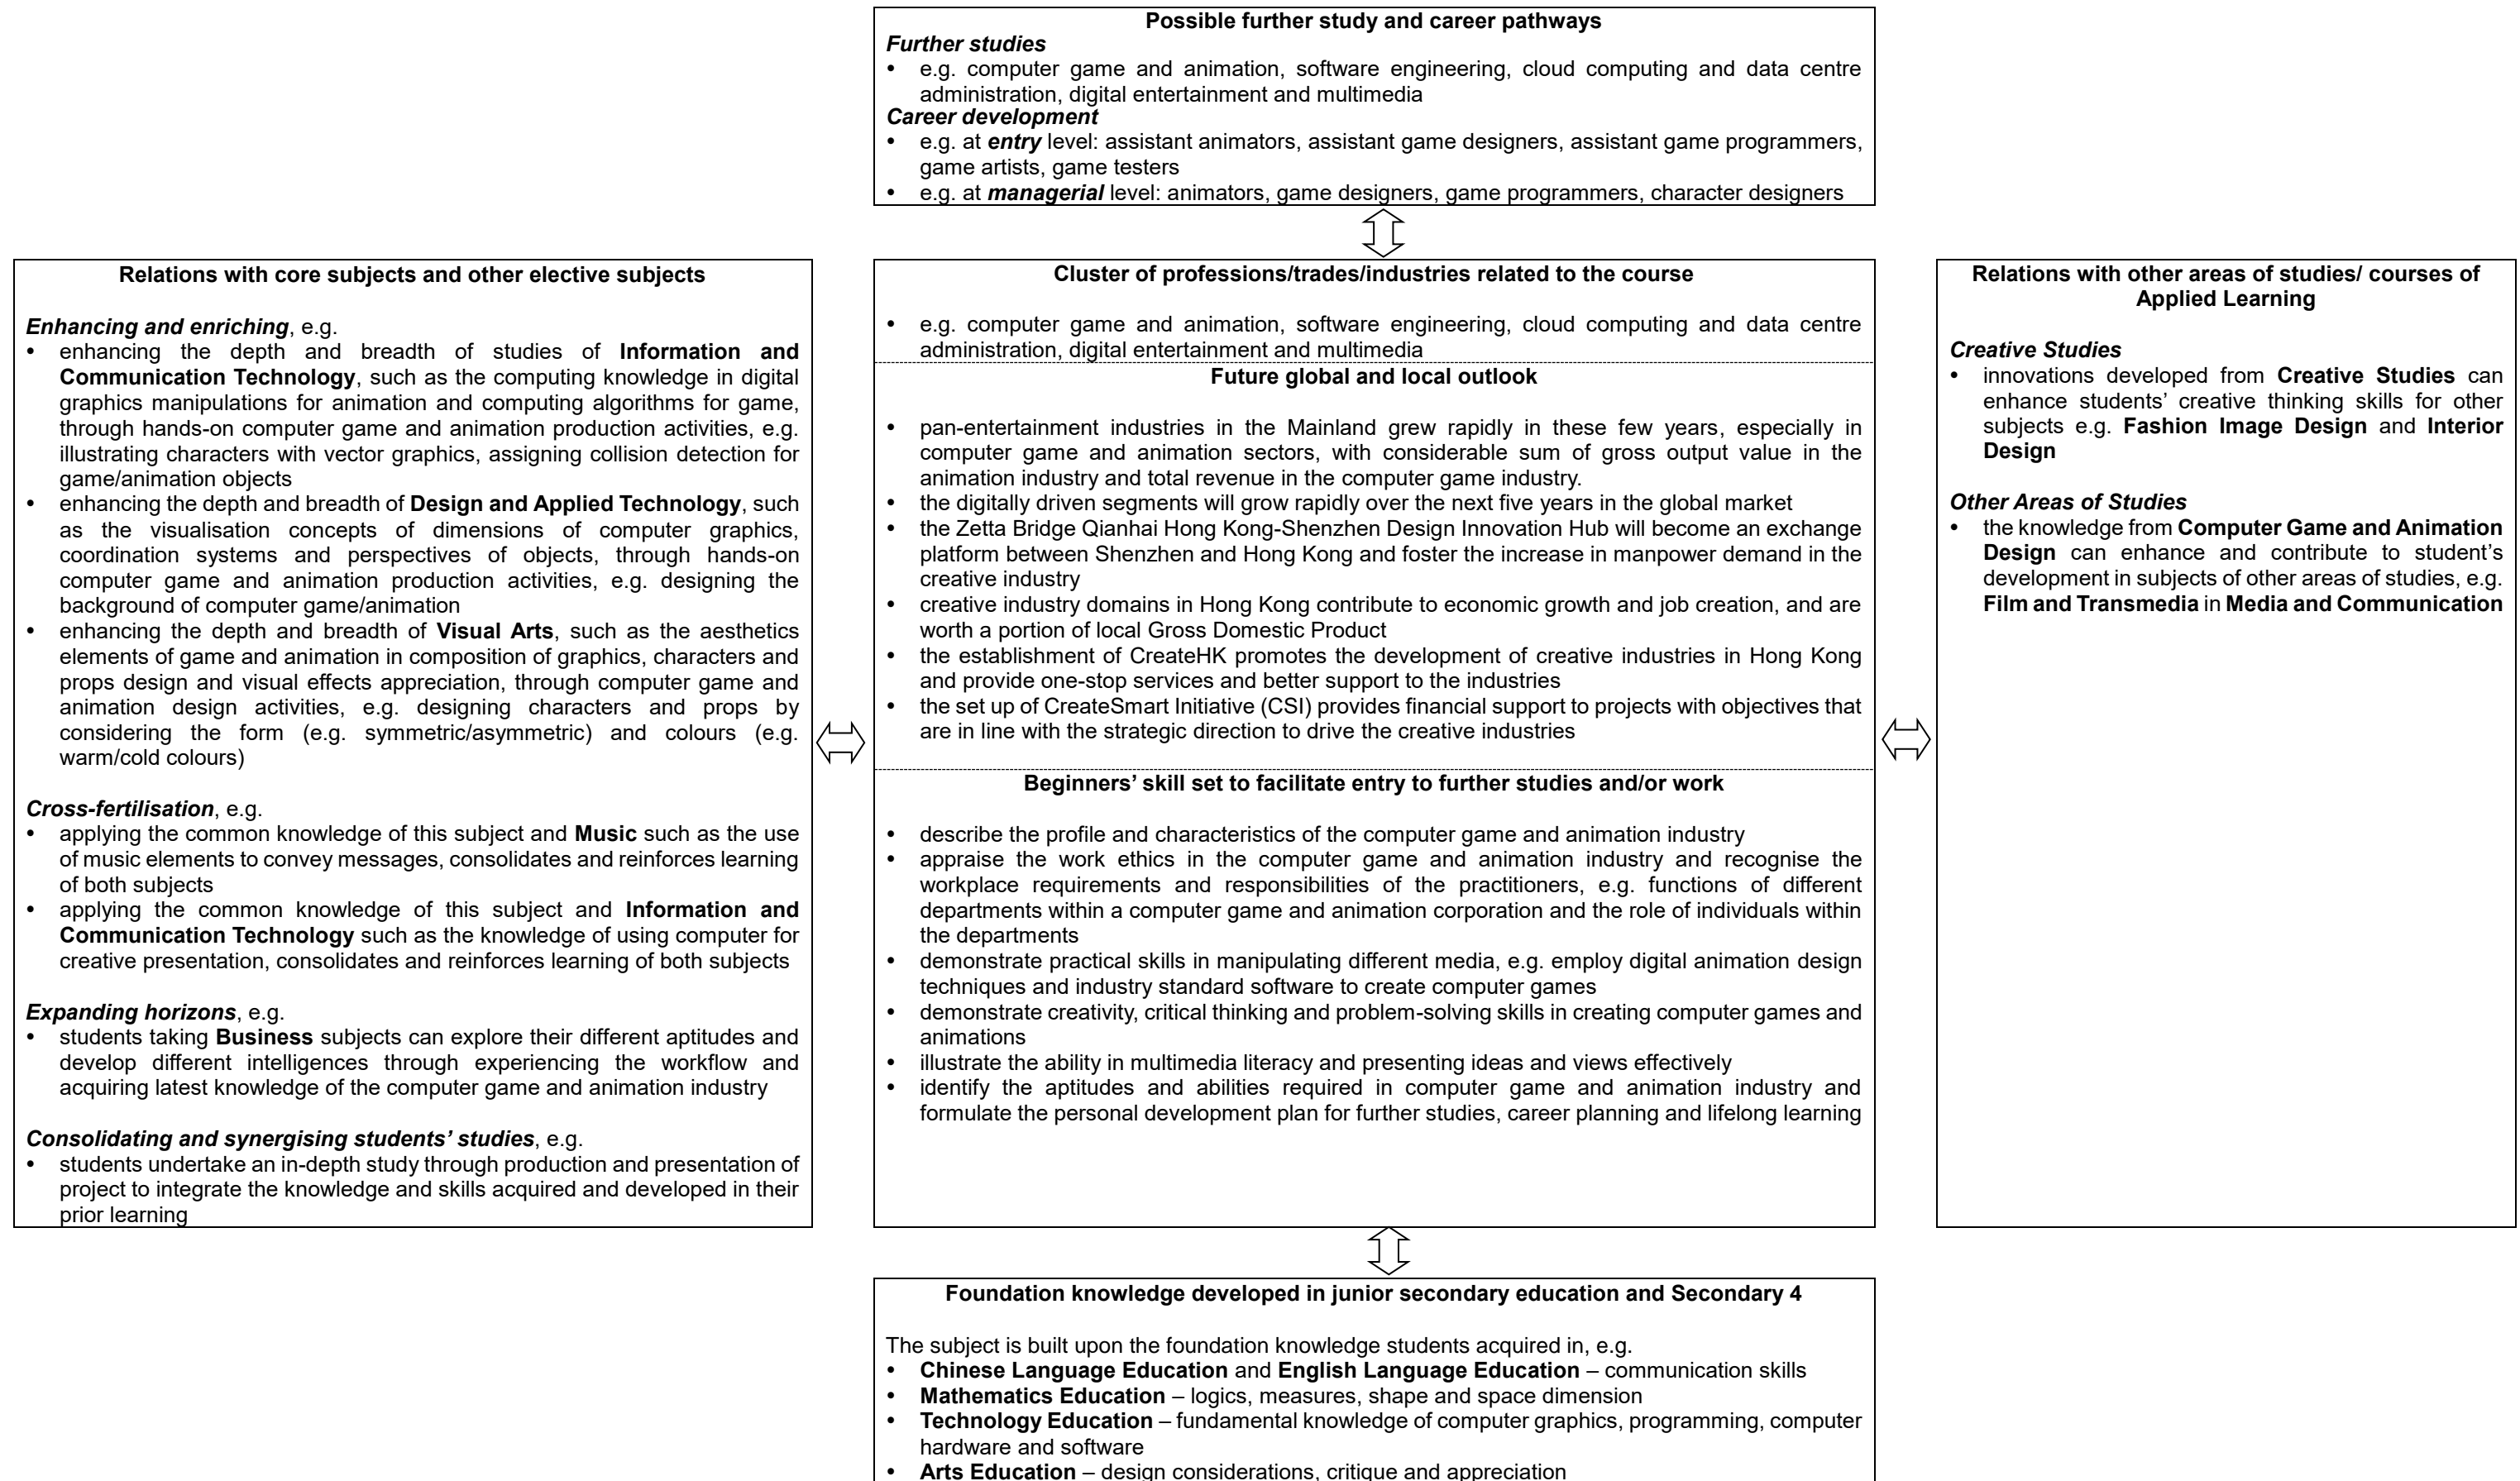 Possible further study and career pathways
Further studies
• e.g. computer game and animation, software engineering, cloud computing and data centre
administration, digital entertainment and multimedia
Career development
• e.g. at entry level: assistant animators, assistant game designers, assistant game programmers,
game artists, game testers
• e.g. at managerial level: animators, game designers, game programmers, character designers
Relations with core subjects and other elective subjects
Enhancing and enriching, e.g.
• enhancing the depth and breadth of studies of Information and
Communication Technology, such as the computing knowledge in digital
graphics manipulations for animation and computing algorithms for game,
through hands-on computer game and animation production activities, e.g.
illustrating characters with vector graphics, assigning collision detection for
game/animation objects
• enhancing the depth and breadth of Design and Applied Technology, such
as the visualisation concepts of dimensions of computer graphics,
coordination systems and perspectives of objects, through hands-on
computer game and animation production activities, e.g. designing the
background of computer game/animation
• enhancing the depth and breadth of Visual Arts, such as the aesthetics
elements of game and animation in composition of graphics, characters and
props design and visual effects appreciation, through computer game and
animation design activities, e.g. designing characters and props by
considering the form (e.g. symmetric/asymmetric) and colours (e.g.
warm/cold colours)
Cross-fertilisation, e.g.
• applying the common knowledge of this subject and Music such as the use
of music elements to convey messages, consolidates and reinforces learning
of both subjects
• applying the common knowledge of this subject and Information and
Communication Technology such as the knowledge of using computer for
creative presentation, consolidates and reinforces learning of both subjects
Expanding horizons, e.g.
• students taking Business subjects can explore their different aptitudes and
develop different intelligences through experiencing the workflow and
acquiring latest knowledge of the computer game and animation industry
Consolidating and synergising students’ studies, e.g.
• students undertake an in-depth study through production and presentation of
project to integrate the knowledge and skills acquired and developed in their
prior learning
Cluster of professions/trades/industries related to the course
• e.g. computer game and animation, software engineering, cloud computing and data centre
administration, digital entertainment and multimedia
Future global and local outlook
• pan-entertainment industries in the Mainland grew rapidly in these few years, especially in
computer game and animation sectors, with considerable sum of gross output value in the
animation industry and total revenue in the computer game industry.
• the digitally driven segments will grow rapidly over the next five years in the global market
• the Zetta Bridge Qianhai Hong Kong-Shenzhen Design Innovation Hub will become an exchange
platform between Shenzhen and Hong Kong and foster the increase in manpower demand in the
creative industry
• creative industry domains in Hong Kong contribute to economic growth and job creation, and are
worth a portion of local Gross Domestic Product
• the establishment of CreateHK promotes the development of creative industries in Hong Kong
and provide one-stop services and better support to the industries
• the set up of CreateSmart Initiative (CSI) provides financial support to projects with objectives that
are in line with the strategic direction to drive the creative industries
Beginners’ skill set to facilitate entry to further studies and/or work
• describe the profile and characteristics of the computer game and animation industry
• appraise the work ethics in the computer game and animation industry and recognise the
workplace requirements and responsibilities of the practitioners, e.g. functions of different
departments within a computer game and animation corporation and the role of individuals within
the departments
• demonstrate practical skills in manipulating different media, e.g. employ digital animation design
techniques and industry standard software to create computer games
• demonstrate creativity, critical thinking and problem-solving skills in creating computer games and
animations
• illustrate the ability in multimedia literacy and presenting ideas and views effectively
• identify the aptitudes and abilities required in computer game and animation industry and
formulate the personal development plan for further studies, career planning and lifelong learning
Relations with other areas of studies/ courses of
Applied Learning
Creative Studies
• innovations developed from Creative Studies can
enhance students’ creative thinking skills for other
subjects e.g. Fashion Image Design and Interior
Design
Other Areas of Studies
• the knowledge from Computer Game and Animation
Design can enhance and contribute to student’s
development in subjects of other areas of studies, e.g.
Film and Transmedia in Media and Communication
Foundation knowledge developed in junior secondary education and Secondary 4
The subject is built upon the foundation knowledge students acquired in, e.g.
• Chinese Language Education and English Language Education – communication skills
• Mathematics Education – logics, measures, shape and space dimension
• Technology Education – fundamental knowledge of computer graphics, programming, computer
hardware and software
• Arts Education – design considerations, critique and appreciation